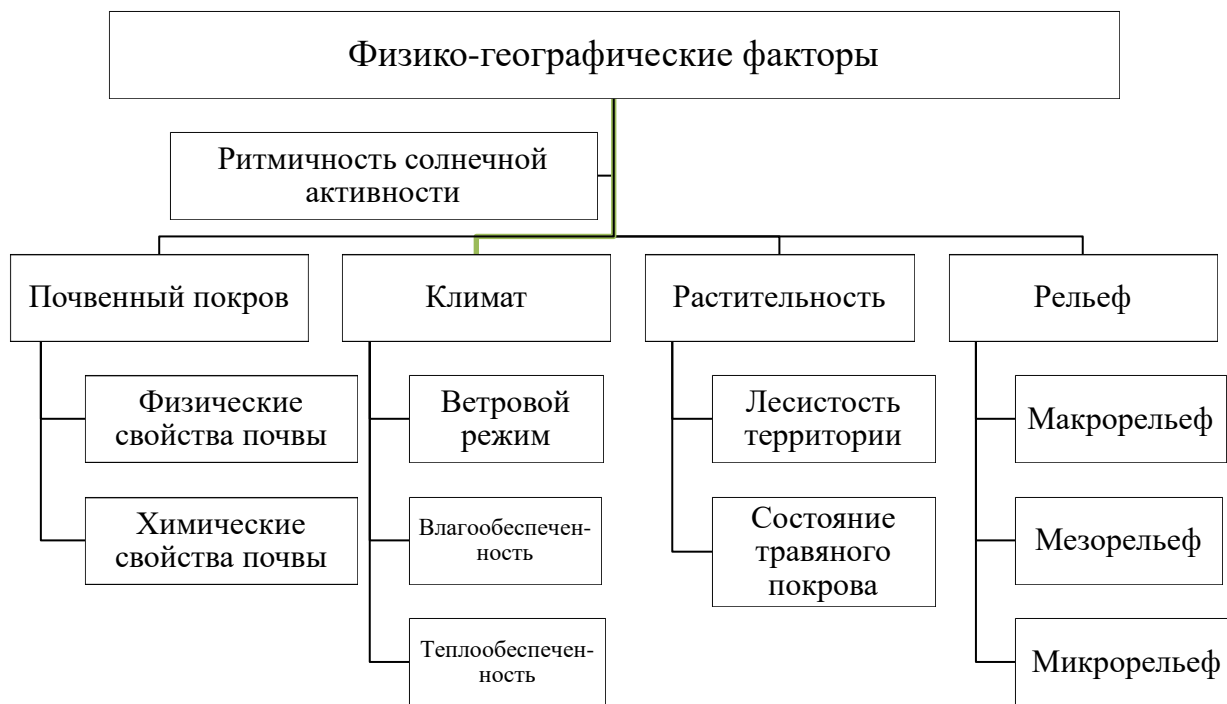 Физико-географические факторы
Ритмичность солнечной
активности
Почвенный покров
Климат
Растительность
Рельеф
Физические
свойства почвы
Химические
свойства почвы
Ветровой
режим
Влагообеспечен-
ность
Теплообеспечен-
ность
Лесистость
территории
Состояние
травяного
покрова
Макрорельеф
Мезорельеф
Микрорельеф